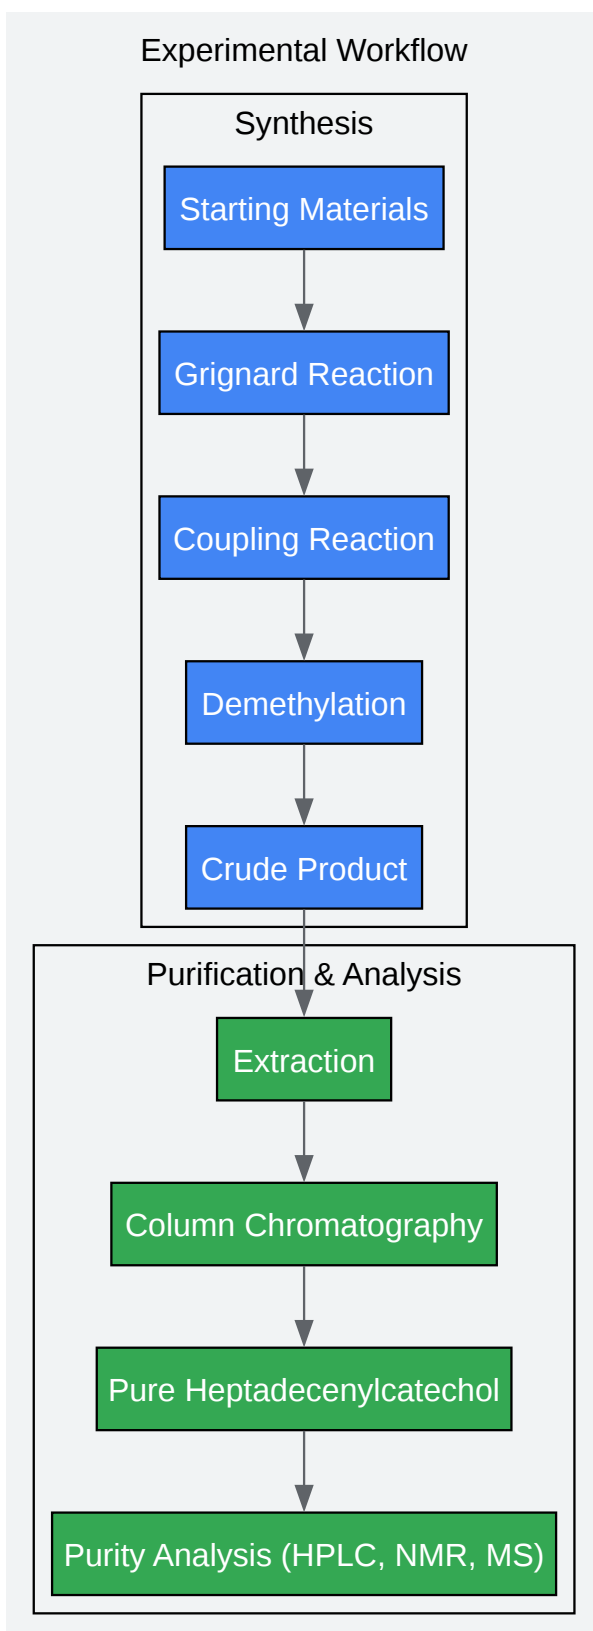 Experimental Workflow
Synthesis
Starting Materials
Grignard Reaction
Coupling Reaction
Demethylation
Crude Product
Purification & Analysis
Extraction
Column Chromatography
Pure Heptadecenylcatechol
Purity Analysis (HPLC, NMR, MS)